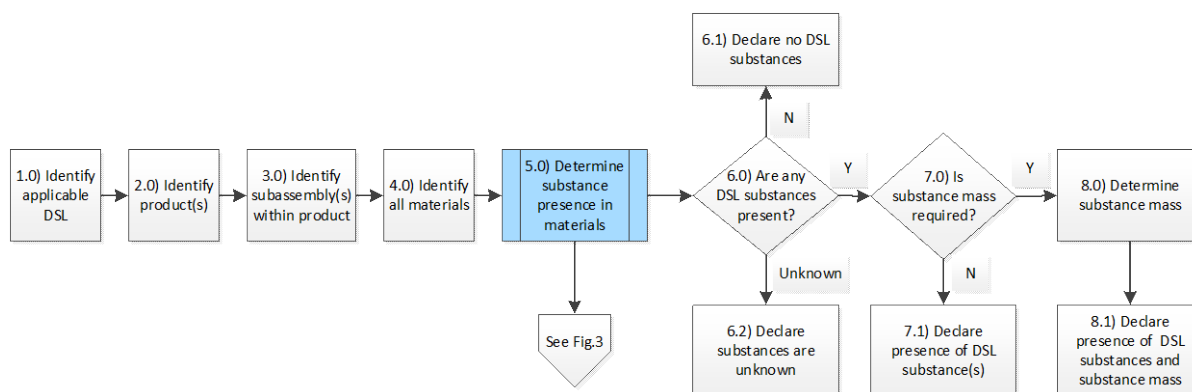 1.0) Identify
applicable
DSL
2.0) Identify
product(s)
3.0) Identify
subassembly(s)
within product
4.0) Identify
all materials
5.0) Determine
substance
presence in
materials
See Fig.3
6.0) Are any
DSL substances
present?
N
6.1) Declare no DSL
substances
Unknown
6.2) Declare
substances are
unknown
Y
7.0) Is
substance mass
required?
N
7.1) Declare
presence of DSL
substance(s)
Y
8.0) Determine
substance mass
8.1) Declare
presence of DSL
substances and
substance mass